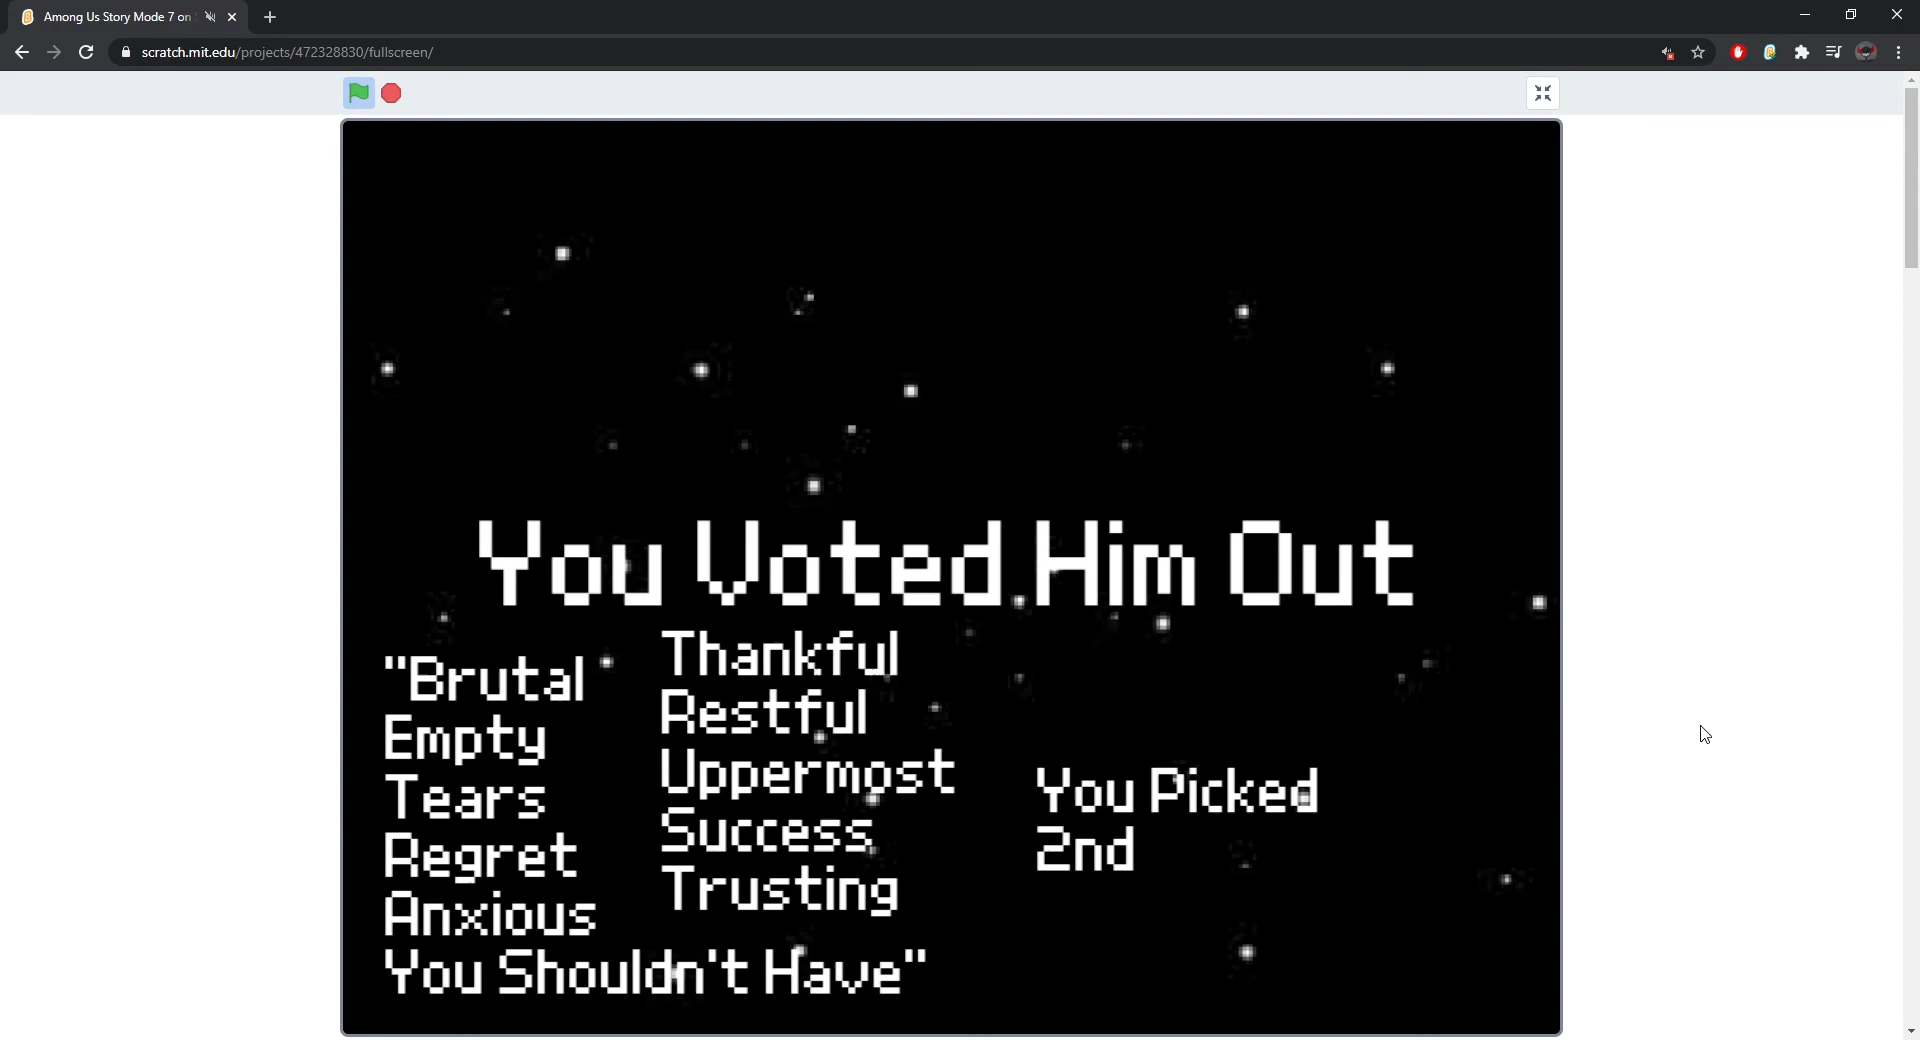 Among Us Story Mode 7 on
scratch.mit.edu/projects/472328830/fullscreen/
You Voted Him Out
"Brutal
Empty
Tears
Regret
Anxious
You Shouldn't Have"
Thankful
Restful
Uppermost
Success
Trusting
You Picked
2nd